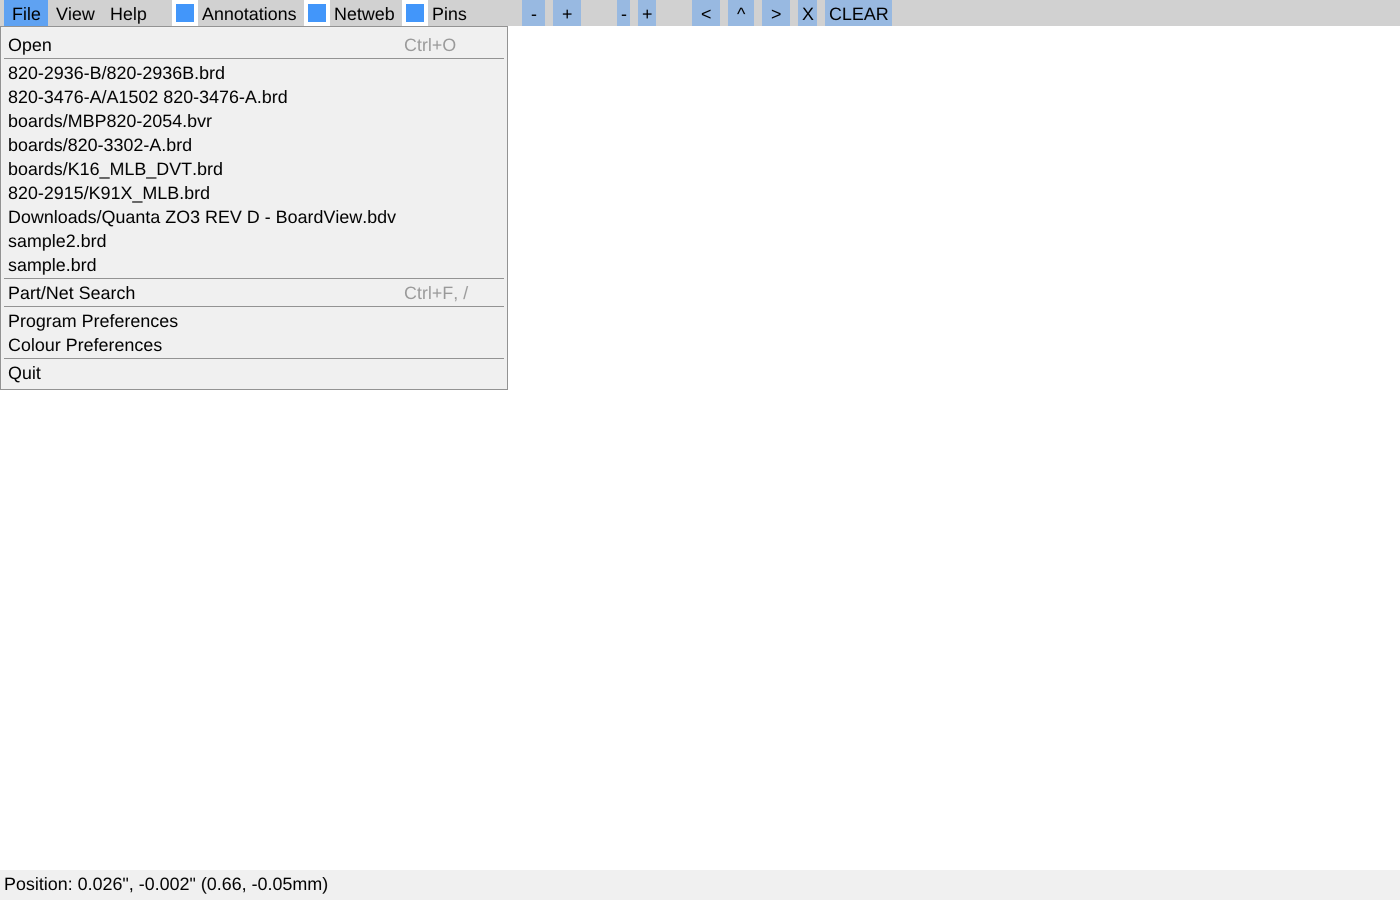 File View Help Annotations Netweb Pins - + - + < ^ > X CLEAR
Open Ctrl+O
820-2936-B/820-2936B.brd
820-3476-A/A1502 820-3476-A.brd
boards/MBP820-2054.bvr
boards/820-3302-A.brd
boards/K16_MLB_DVT.brd
820-2915/K91X_MLB.brd
Downloads/Quanta ZO3 REV D - BoardView.bdv
sample2.brd
sample.brd
Part/Net Search Ctrl+F, /
Program Preferences
Colour Preferences
Quit
Position: 0.026", -0.002" (0.66, -0.05mm)